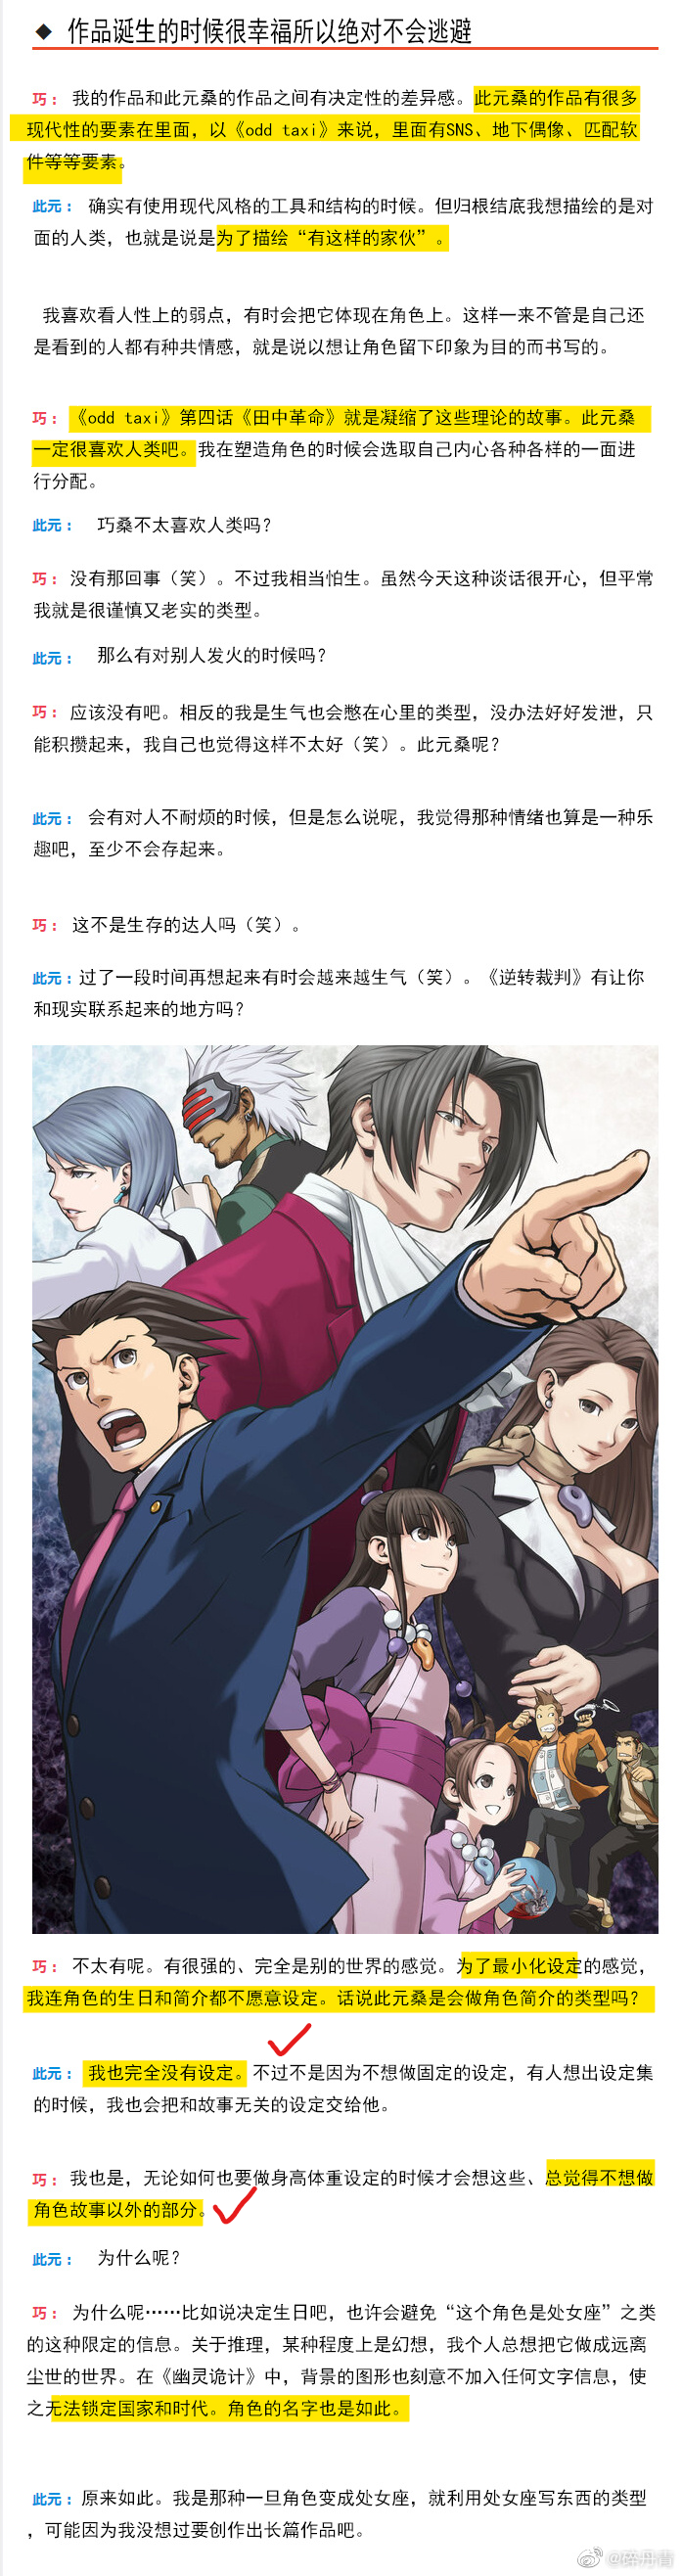 ◆ 作品诞生的时候很幸福所以绝对不会逃避
巧： 我的作品和此元桑的作品之间有决定性的差异感。此元桑的作品有很多
现代性的要素在里面，以《odd taxi》来说，里面有SNS、地下偶像、匹配软
件等等要素。
此元： 确实有使用现代风格的工具和结构的时候。但归根结底我想描绘的是对
面的人类，也就是说是为了描绘“有这样的家伙”。
我喜欢看人性上的弱点，有时会把它体现在角色上。这样一来不管是自己还
是看到的人都有种共情感，就是说以想让角色留下印象为目的而书写的。
巧： 《odd taxi》第四话《田中革命》就是凝缩了这些理论的故事。此元桑
一定很喜欢人类吧。我在塑造角色的时候会选取自己内心各种各样的一面进
行分配。
此元： 巧桑不太喜欢人类吗？
巧： 没有那回事（笑）。不过我相当怕生。虽然今天这种谈话很开心，但平常
我就是很谨慎又老实的类型。
此元： 那么有对别人发火的时候吗？
巧： 应该没有吧。相反的我是生气也会憋在心里的类型，没办法好好发泄，只
能积攒起来，我自己也觉得这样不太好（笑）。此元桑呢？
此元： 会有对人不耐烦的时候，但是怎么说呢，我觉得那种情绪也算是一种乐
趣吧，至少不会存起来。
巧： 这不是生存的达人吗（笑）。
此元：过了一段时间再想起来有时会越来越生气（笑）。《逆转裁判》有让你
和现实联系起来的地方吗？
巧： 不太有呢。有很强的、完全是别的世界的感觉。为了最小化设定的感觉，
我连角色的生日和简介都不愿意设定。话说此元桑是会做角色简介的类型吗？
此元： 我也完全没有设定。不过不是因为不想做固定的设定，有人想出设定集
的时候，我也会把和故事无关的设定交给他。
巧： 我也是，无论如何也要做身高体重设定的时候才会想这些、总觉得不想做
角色故事以外的部分。
此元： 为什么呢？
巧： 为什么呢……比如说决定生日吧，也许会避免“这个角色是处女座”之类
的这种限定的信息。关于推理，某种程度上是幻想，我个人总想把它做成远离
尘世的世界。在《幽灵诡计》中，背景的图形也刻意不加入任何文字信息，使
之无法锁定国家和时代。角色的名字也是如此。
此元：原来如此。我是那种一旦角色变成处女座，就利用处女座写东西的类型
，可能因为我没想过要创作出长篇作品吧。
@碎丹青